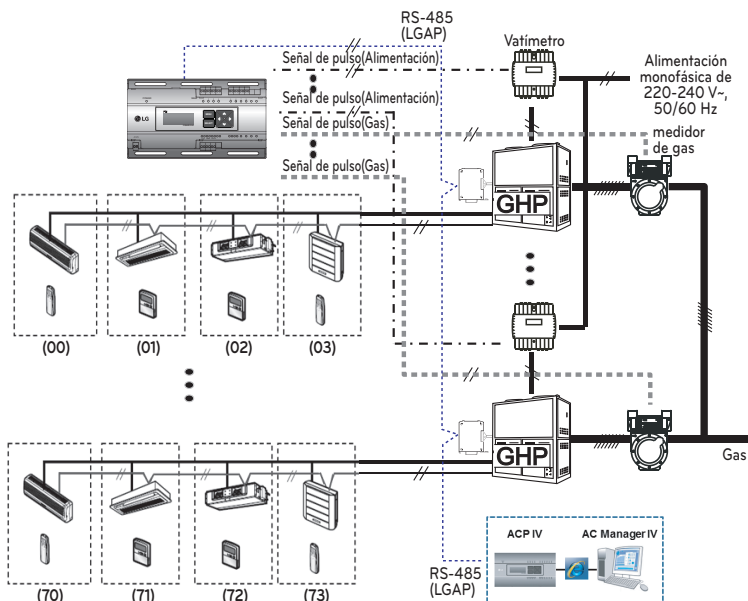 RS-485
(LGAP)
Señal de pulso(Alimentación)
Vatímetro
Alimentación
monofásica de
220-240 V~,
50/60 Hz
Señal de pulso(Alimentación)
Señal de pulso(Gas)
medidor
de gas
LG
Señal de pulso(Gas)
GHP
(00)
(01)
(02)
(03)
GHP
Gas
(70)
(71)
(72)
(73)
RS-485
(LGAP)
ACP IV
AC Manager IV